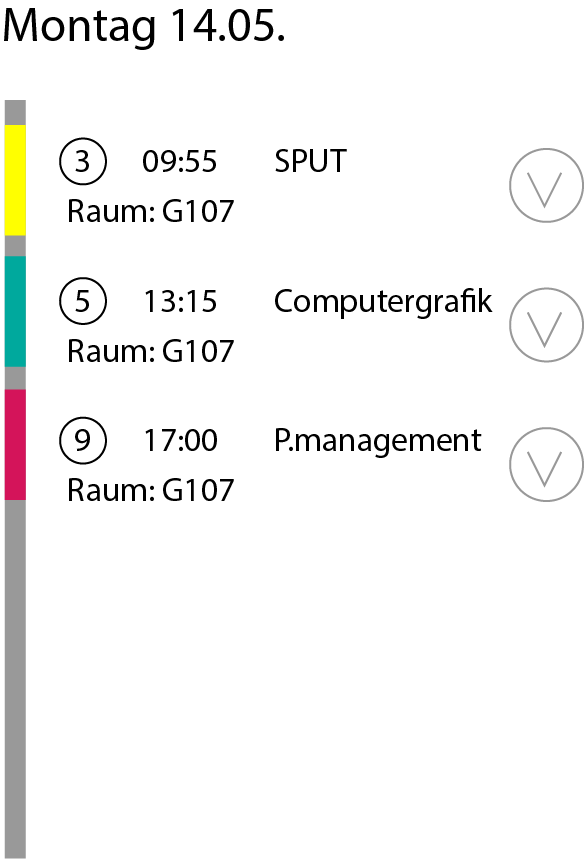 Montag 14.05.
3 09:55 SPUT
Raum: G107
5 13:15 Computergrafik
Raum: G107
9 17:00 P.management
Raum: G107